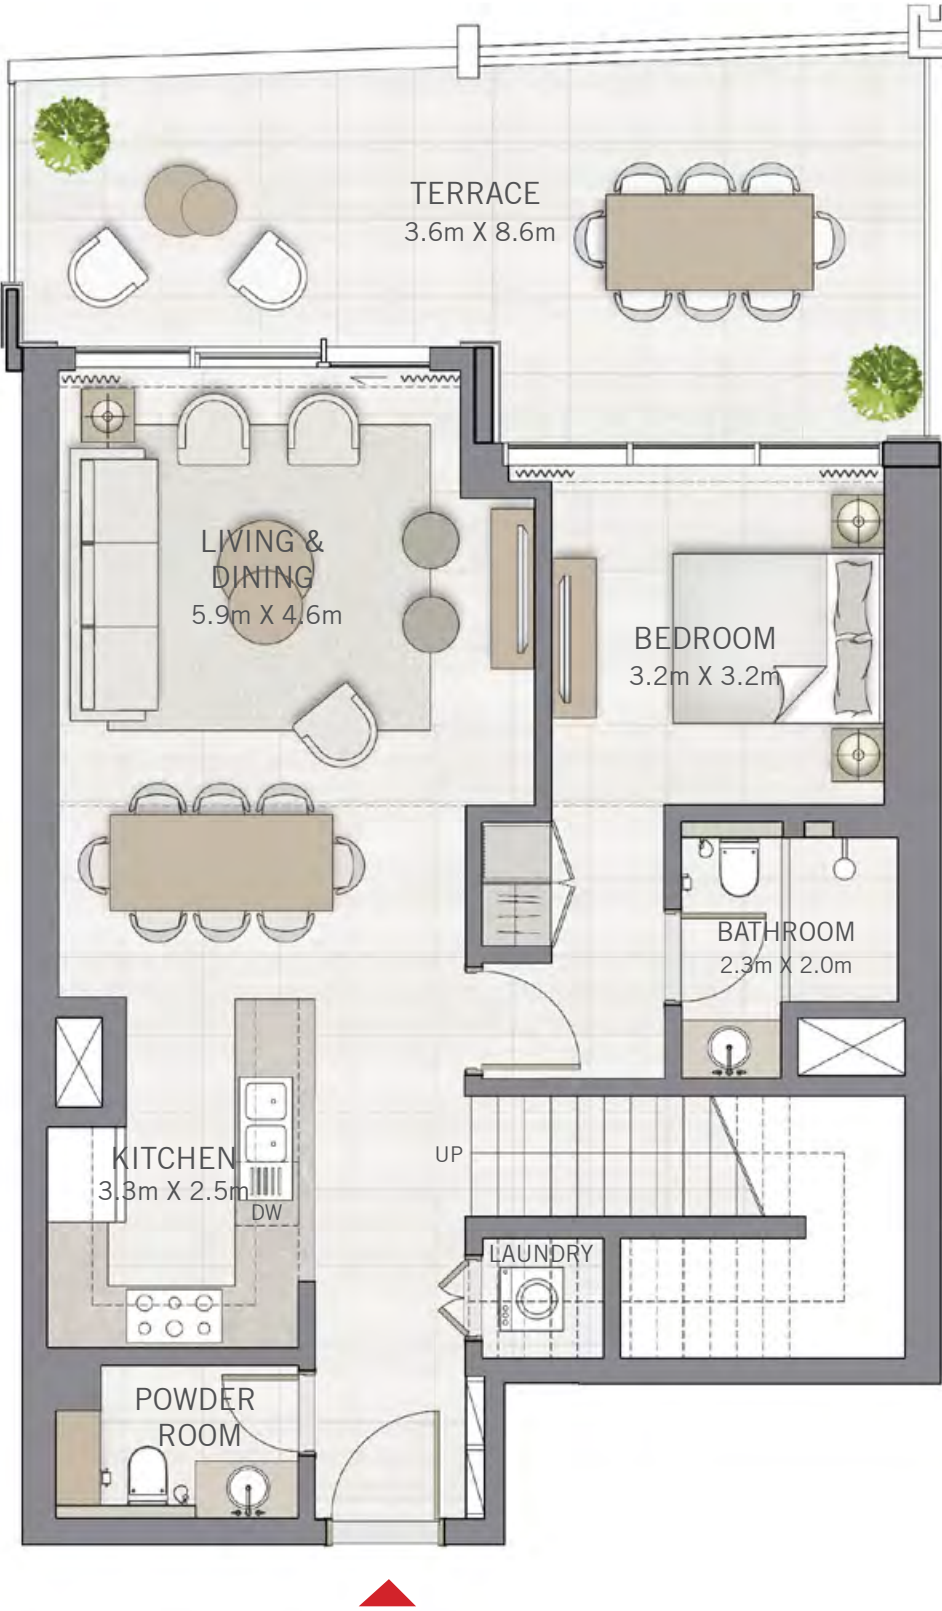 TERRACE
3.6m X 8.6m
LIVING &
DINING
5.9m X 4.6m
BEDROOM
3.2m X 3.2m
BATHROOM
2.3m X 2.0m
KITCHEN
3.3m X 2.5m
DW
UP
LAUNDRY
POWDER
ROOM